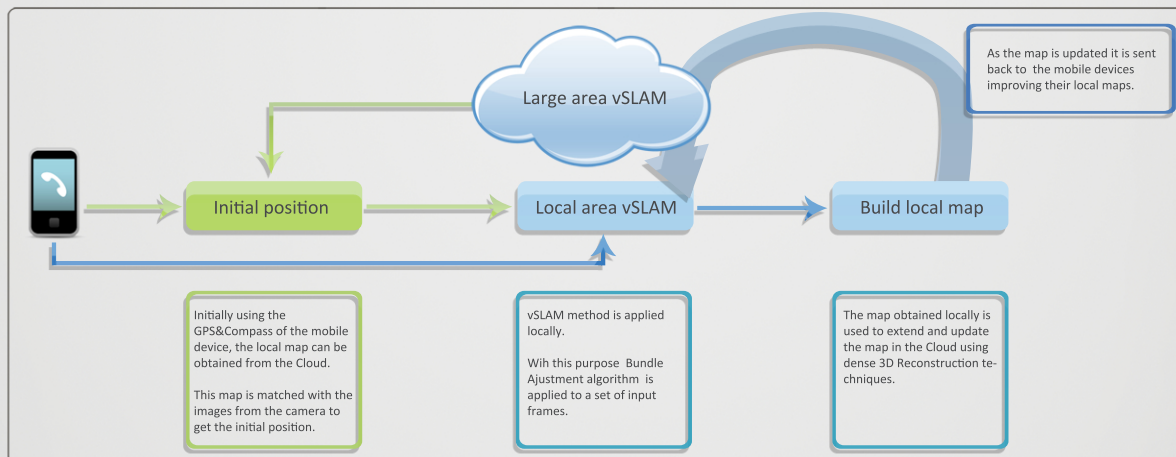 Large area vSLAM
As the map is updated it is sent
back to the mobile devices
improving their local maps.
Initial position
Local area vSLAM
Build local map
Initially using the
GPS&Compass of the mobile
device, the local map can be
obtained from the Cloud.
This map is matched with the
images from the camera to
get the initial position.
vSLAM method is applied
locally.
Wih this purpose Bundle
Ajustment algorithm is
applied to a set of input
frames.
The map obtained locally is
used to extend and update
the map in the Cloud using
dense 3D Reconstruction te-
chniques.